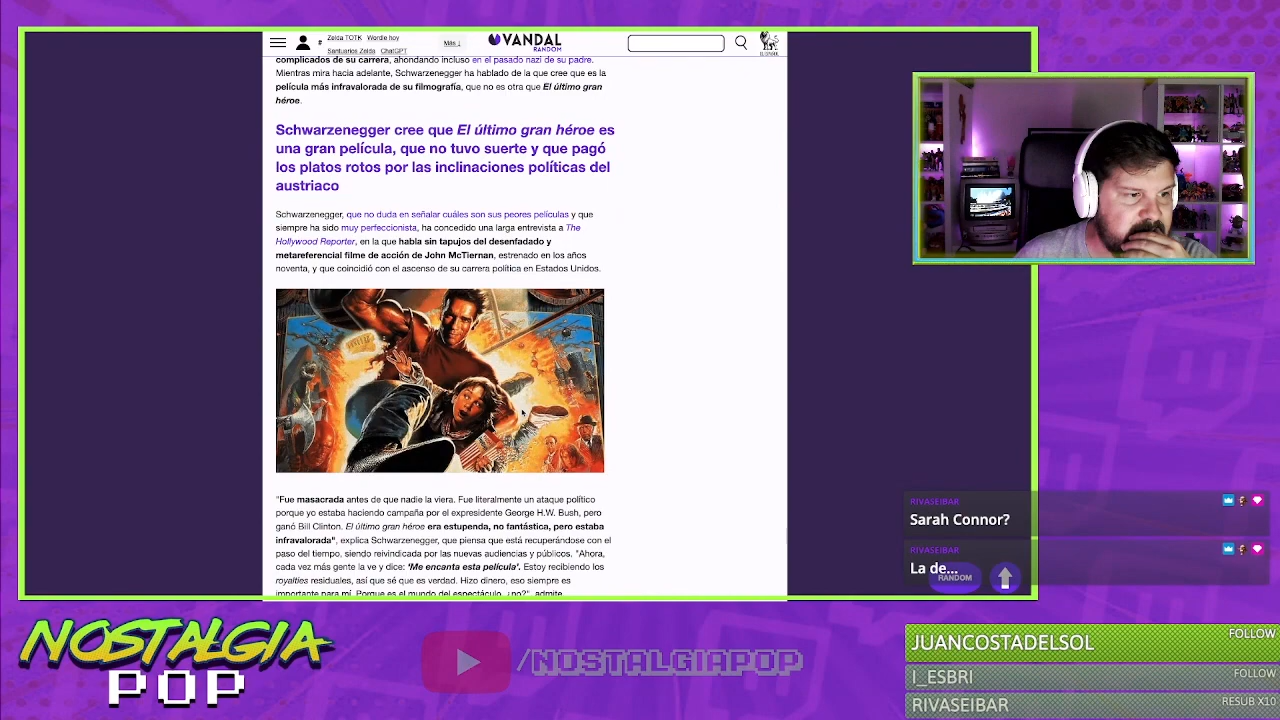 # Zelda TOTK Wordle hoy
Santuarios Zelda ChatGPT
Más ↓
VANDAL
RANDOM
complicados de su carrera, ahondando incluso en el pasado nazi de su padre.
Mientras mira hacia adelante, Schwarzenegger ha hablado de la que cree que es la
película más infravalorada de su filmografía, que no es otra que El último gran
héroe.
Schwarzenegger cree que El último gran héroe es
una gran película, que no tuvo suerte y que pagó
los platos rotos por las inclinaciones políticas del
austriaco
Schwarzenegger, que no duda en señalar cuáles son sus peores películas y que
siempre ha sido muy perfeccionista, ha concedido una larga entrevista a The
Hollywood Reporter, en la que habla sin tapujos del desenfadado y
metareferencial filme de acción de John McTiernan, estrenado en los años
noventa, y que coincidió con el ascenso de su carrera política en Estados Unidos.
"Fue masacrada antes de que nadie la viera. Fue literalmente un ataque político
porque yo estaba haciendo campaña por el expresidente George H.W. Bush, pero
ganó Bill Clinton. El último gran héroe era estupenda, no fantástica, pero estaba
infravalorada", explica Schwarzenegger, que piensa que está recuperándose con el
paso del tiempo, siendo reivindicada por las nuevas audiencias y públicos. "Ahora,
cada vez más gente la ve y dice: 'Me encanta esta película'. Estoy recibiendo los
royalties residuales, así que sé que es verdad. Hizo dinero, eso siempre es
importante para mí. Porque es el mundo del espectáculo, ¿no?", admite
RIVASEIBAR
Sarah Connor?
RIVASEIBAR
La de...
RANDOM
NOSTALGIA
POP
/NOSTALGIAPOP
JUANCOSTADELSOL FOLLOW
I_ESBRI FOLLOW
RIVASEIBAR RESUB X10